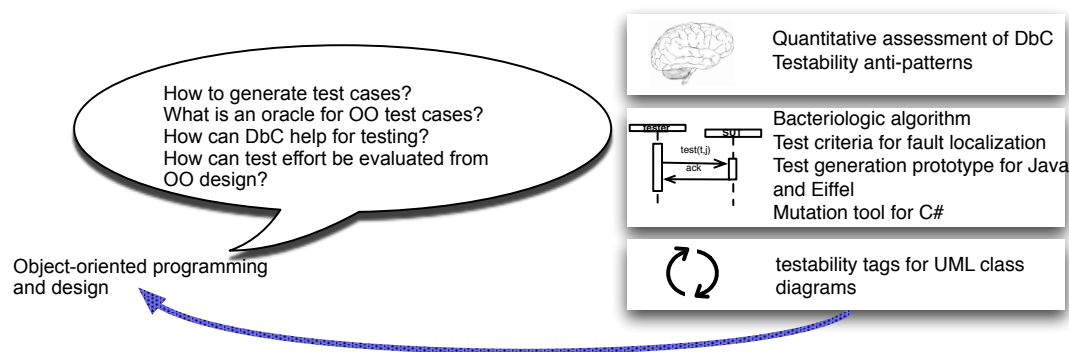 How to generate test cases?
What is an oracle for OO test cases?
How can DbC help for testing?
How can test effort be evaluated from
OO design?
Object-oriented programming
and design
Quantitative assessment of DbC
Testability anti-patterns
tester
SUT
test(t,j)
ack
Bacteriologic algorithm
Test criteria for fault localization
Test generation prototype for Java
and Eiffel
Mutation tool for C#
testability tags for UML class
diagrams